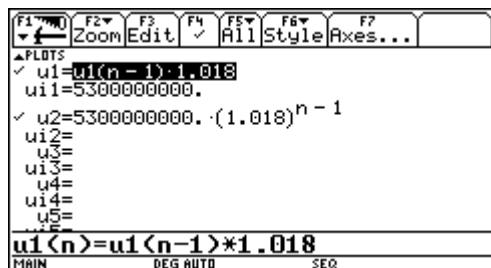 F1 F2▾ F3 F4 F5▾ F6▾ F7
Zoom Edit ✓ All Style Axes...
▴PLOTS
✓ u1=u1(n - 1)·1.018
ui1=5300000000.
✓ u2=5300000000.·(1.018)^n - 1
ui2=
u3=
ui3=
u4=
ui4=
u5=
u1(n)=u1(n-1)*1.018
MAIN DEG AUTO SEQ